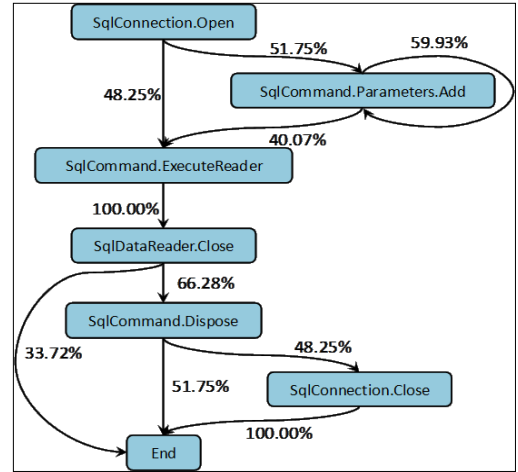 SqlConnection.Open
51.75%
59.93%
SqlCommand.Parameters.Add
48.25%
40.07%
SqlCommand.ExecuteReader
100.00%
SqlDataReader.Close
66.28%
SqlCommand.Dispose
33.72%
48.25%
51.75%
SqlConnection.Close
100.00%
End